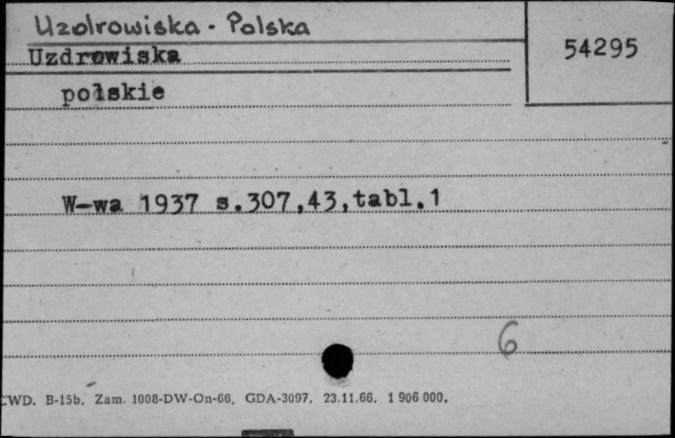 Uzdrowiska - Polska
54295
Uzdrowiska
polskie
W-wa 1937 s.307,43,tabl.1
6
CWD. B-15b. Zam. 1008-DW-On-66. GDA-3097. 23.11.66. 1 906 000.